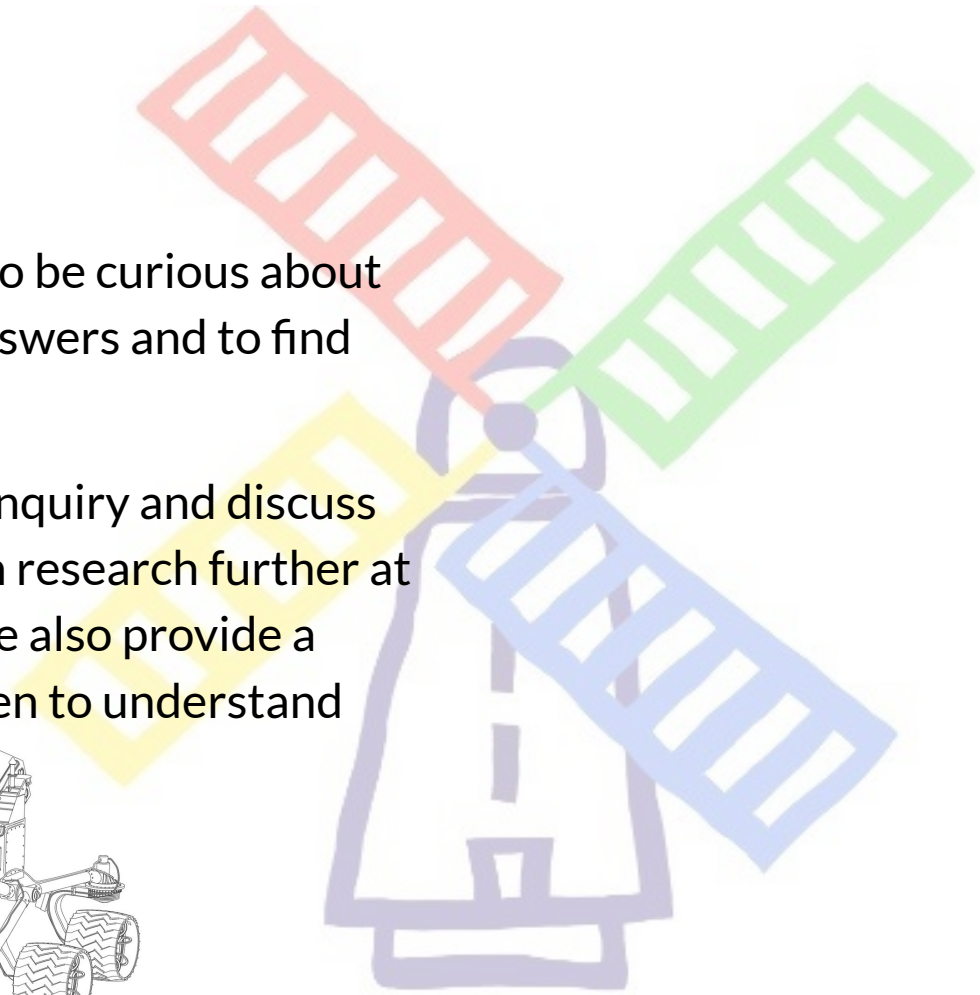 o be curious about
swers and to find
nquiry and discuss
research further at
e also provide a
en to understand